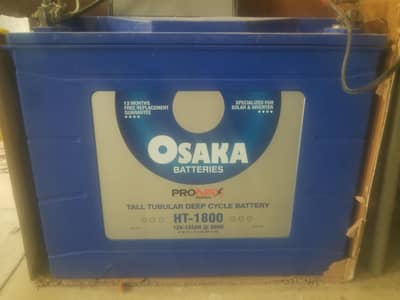 12 MONTHS
FREE REPLACEMENT
GUARANTEE
SPECIALIZED FOR
SOLAR & INVERTER
OSAKA
BATTERIES
TALL TUBULAR DEEP CYCLE BATTERY
HT-1800